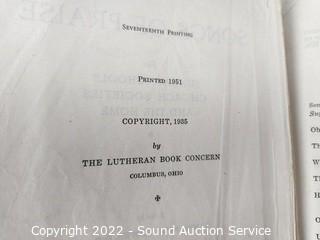 SEVENTEENTH PRINTING
PRINTED 1951
COPYRIGHT, 1935
by
THE LUTHERAN BOOK CONCERN
COLUMBUS, OHIO
Copyright 2022 - Sound Auction Service